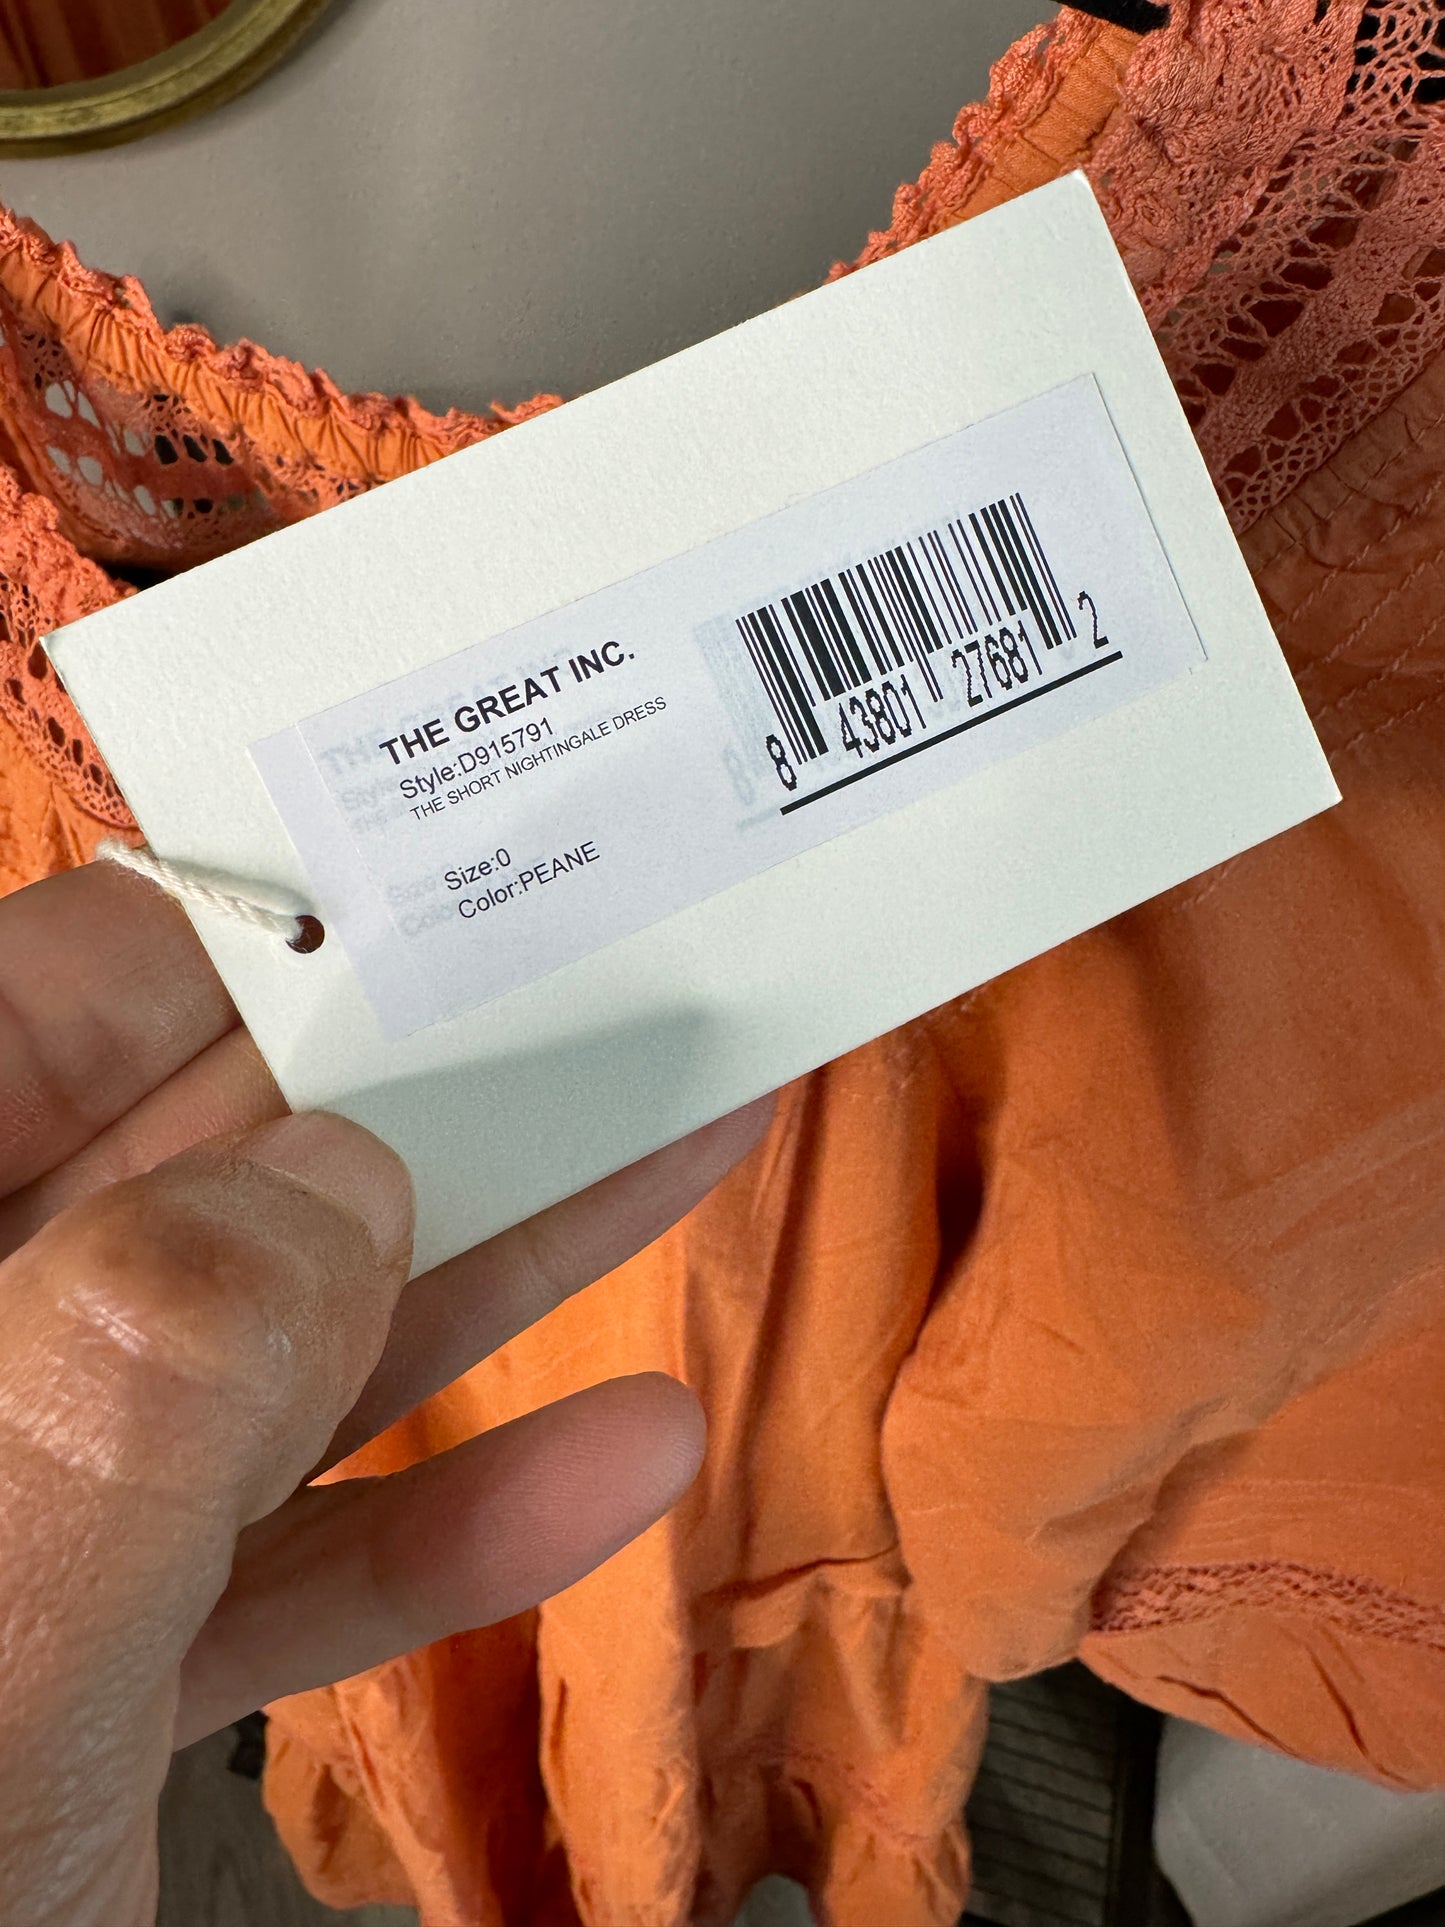 THE GREAT INC.
Style:D915791
THE SHORT NIGHTINGALE DRESS
Size:0
Color:PEANE
8 43801 27681 2